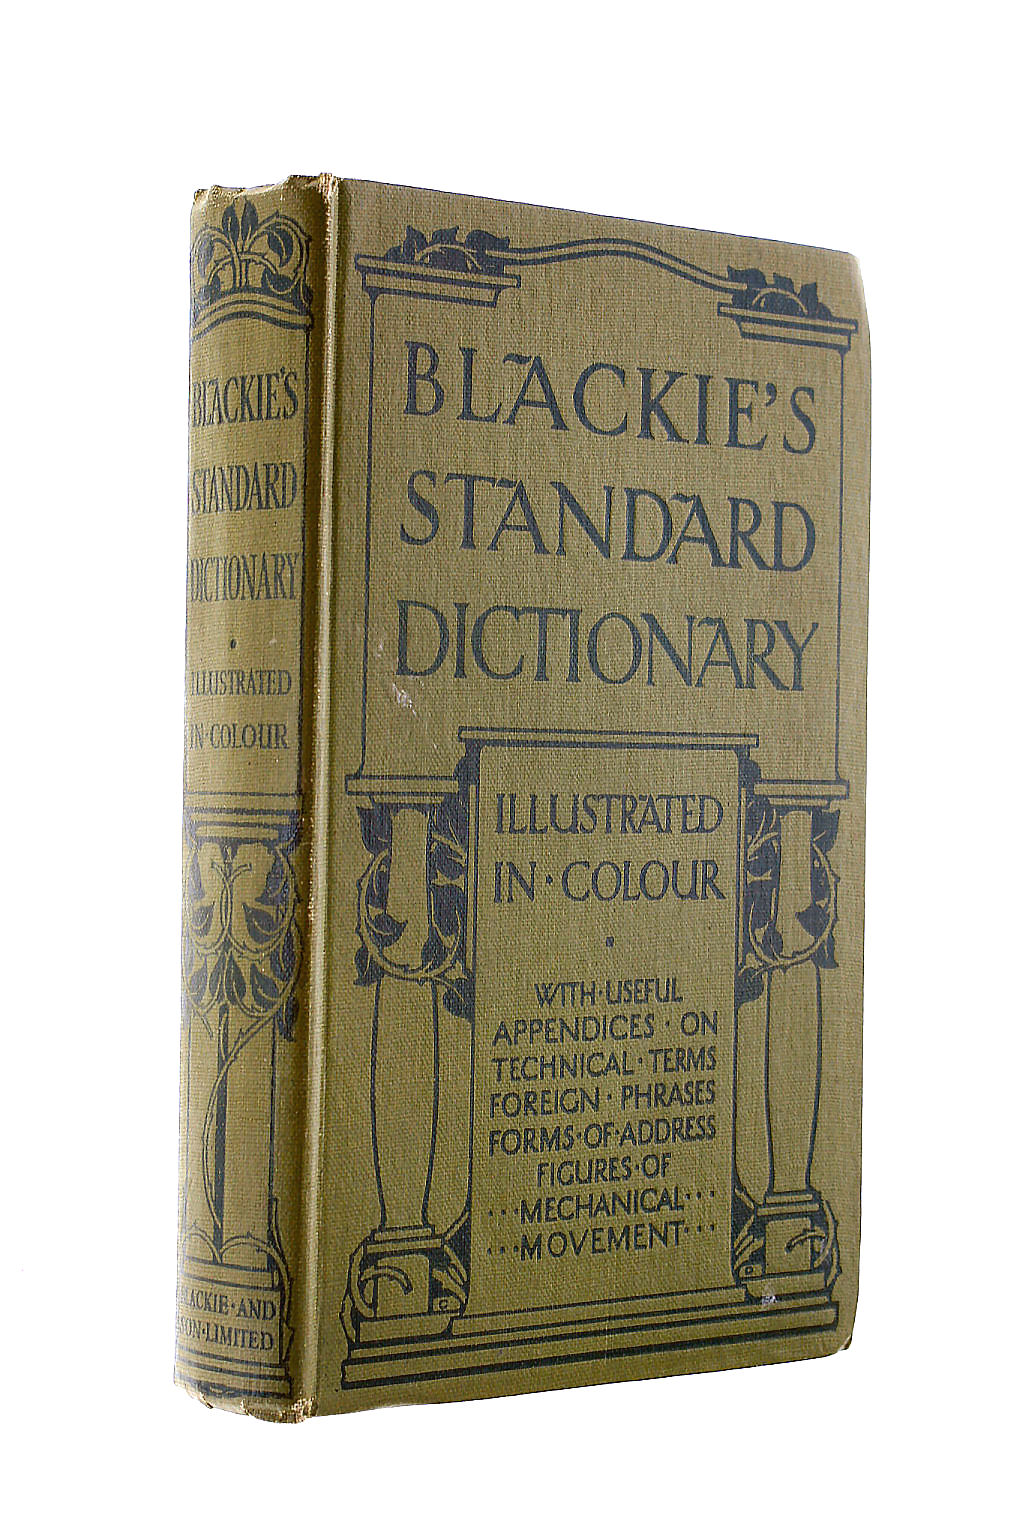 BLACKIE'S
STANDARD
DICTIONARY
•
ILLUSTRATED
IN·COLOUR
BLACKIE·AND
SON·LIMITED
BLACKIE'S
STANDARD
DICTIONARY
ILLUSTRATED
IN·COLOUR
•
WITH·USEFUL
APPENDICES·ON
TECHNICAL·TERMS
FOREIGN·PHRASES
FORMS·OF·ADDRESS
FIGURES·OF
···MECHANICAL···
···MOVEMENT···